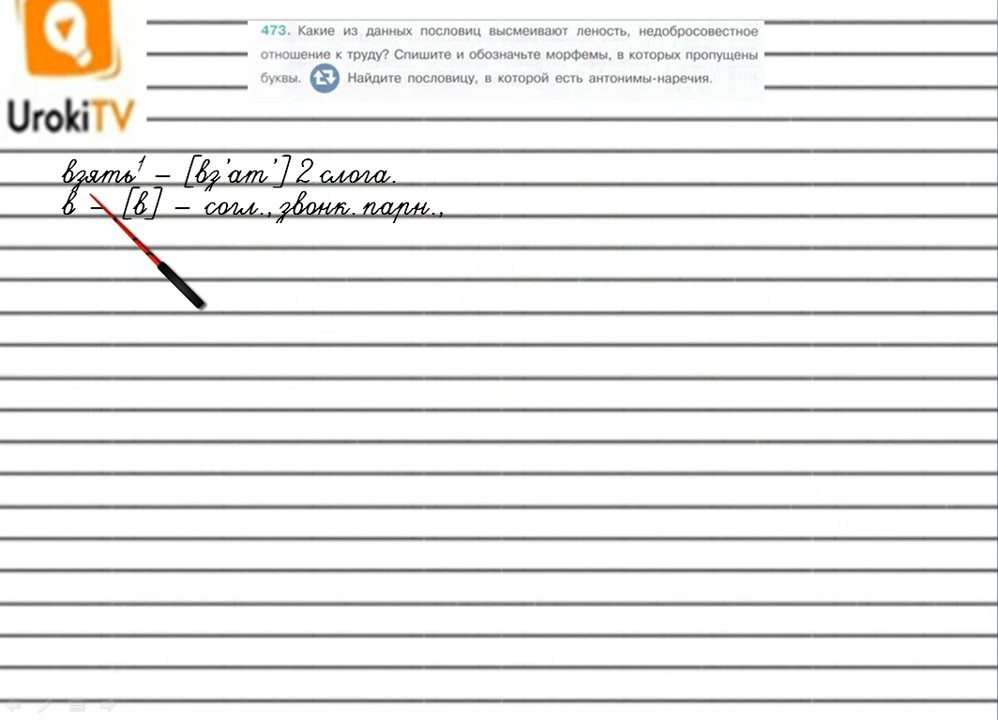 473. Какие из данных пословиц высмеивают леность, недобросовестное
отношение к труду? Спишите и обозначьте морфемы, в которых пропущены
буквы. Найдите пословицу, в которой есть антонимы-наречия.
UrokiTV
взять¹ – [вз'ат'] 2 слога.
в – [в] – согл., звонк. парн.,